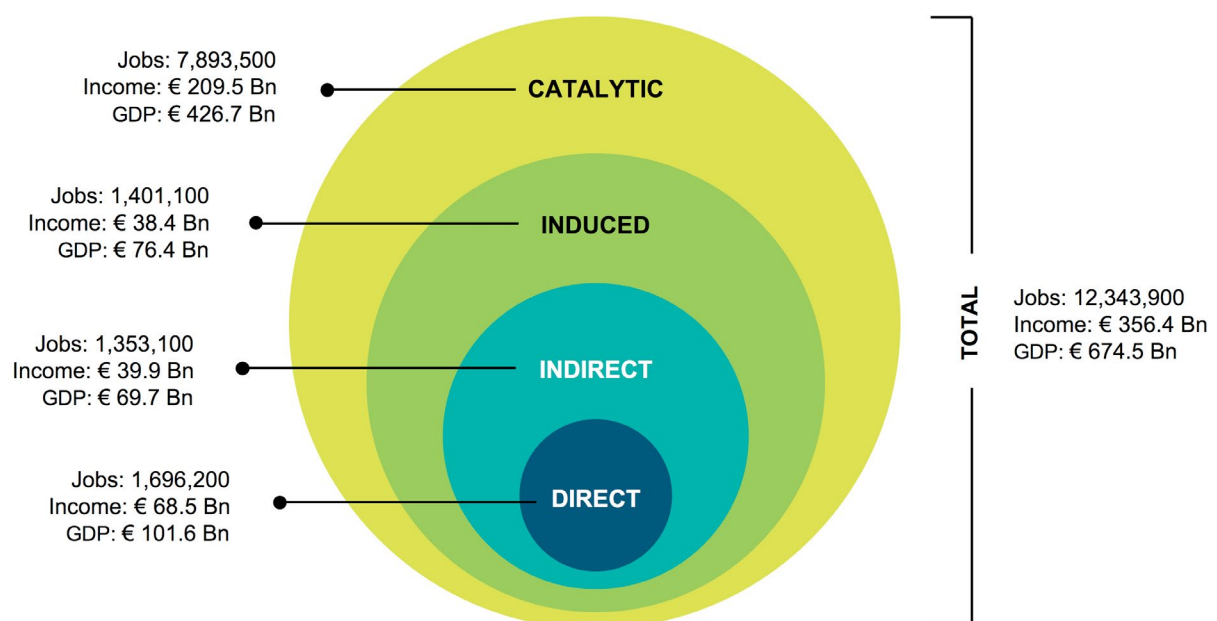 Jobs: 7,893,500
Income: € 209.5 Bn
GDP: € 426.7 Bn
CATALYTIC
Jobs: 1,401,100
Income: € 38.4 Bn
GDP: € 76.4 Bn
INDUCED
Jobs: 1,353,100
Income: € 39.9 Bn
GDP: € 69.7 Bn
INDIRECT
Jobs: 1,696,200
Income: € 68.5 Bn
GDP: € 101.6 Bn
DIRECT
TOTAL
Jobs: 12,343,900
Income: € 356.4 Bn
GDP: € 674.5 Bn